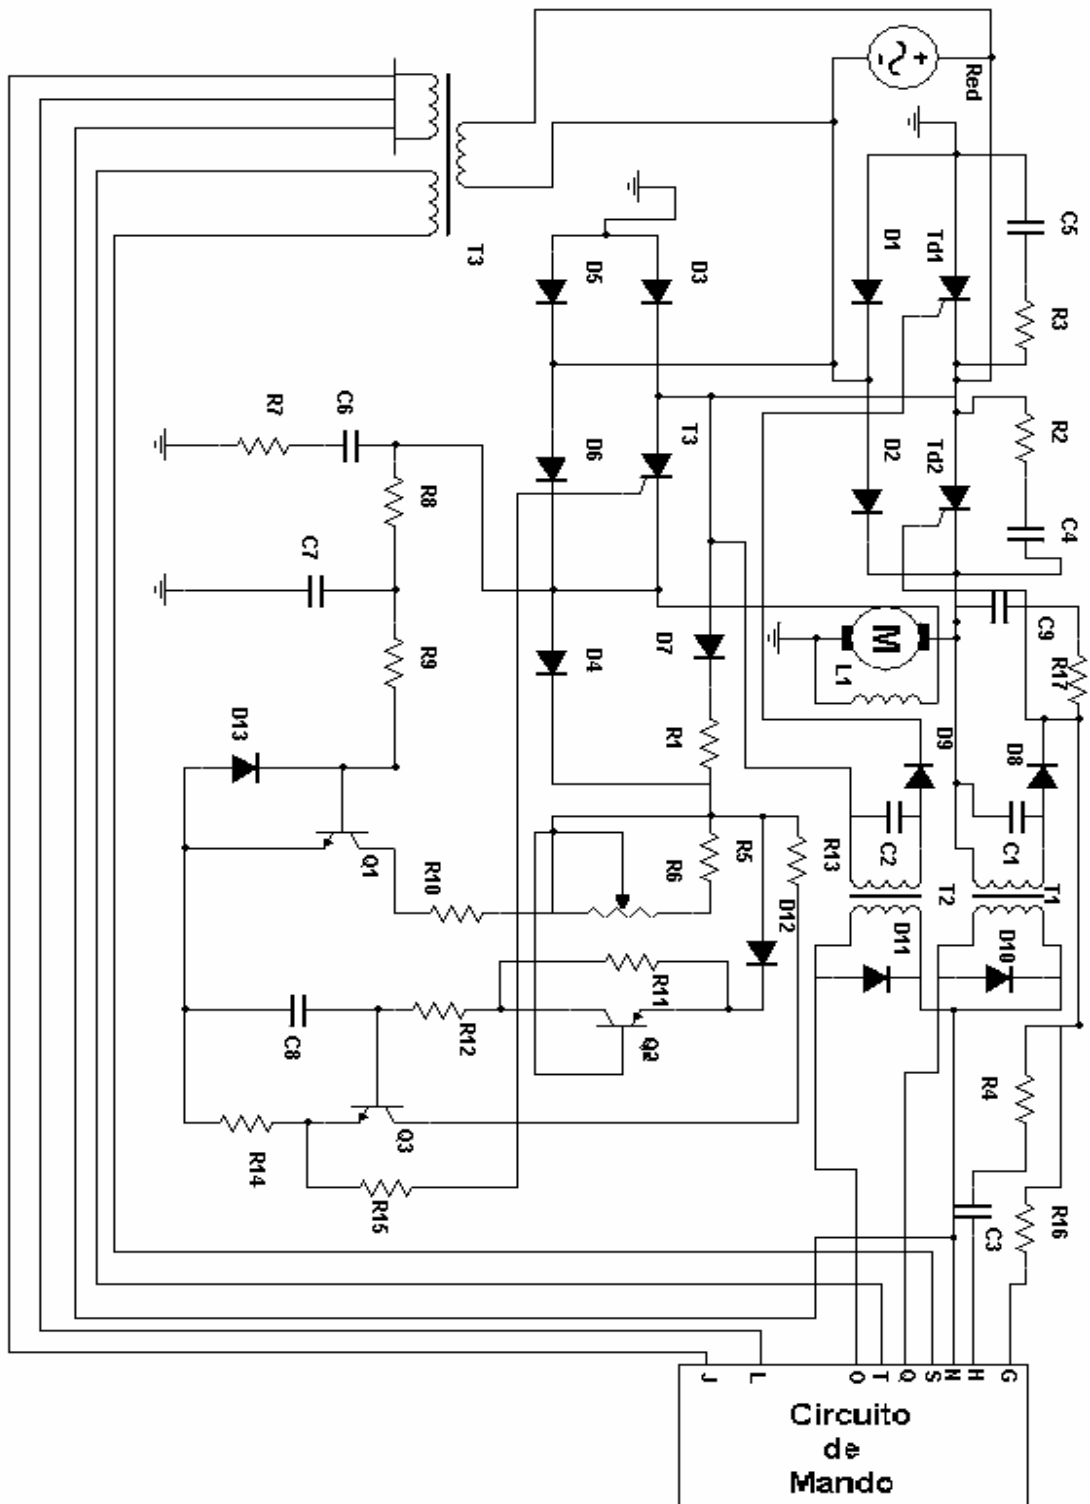 +
-
Red
C5
D1
Td1
R3
T3
D5
D3
R7
C6
D6
T3
D2
Td2
R2
C4
R8
C7
R9
D4
D7
M
L1
C9
R17
D13
R1
D9
D8
Q1
R10
R6
R5
R13
C2
C1
D12
T2
T1
D11
D10
R11
C8
R12
Q2
R14
Q3
R15
R4
C3
R16
J
L
O
T
Q
S
N
H
G
Circuito
de
Mando